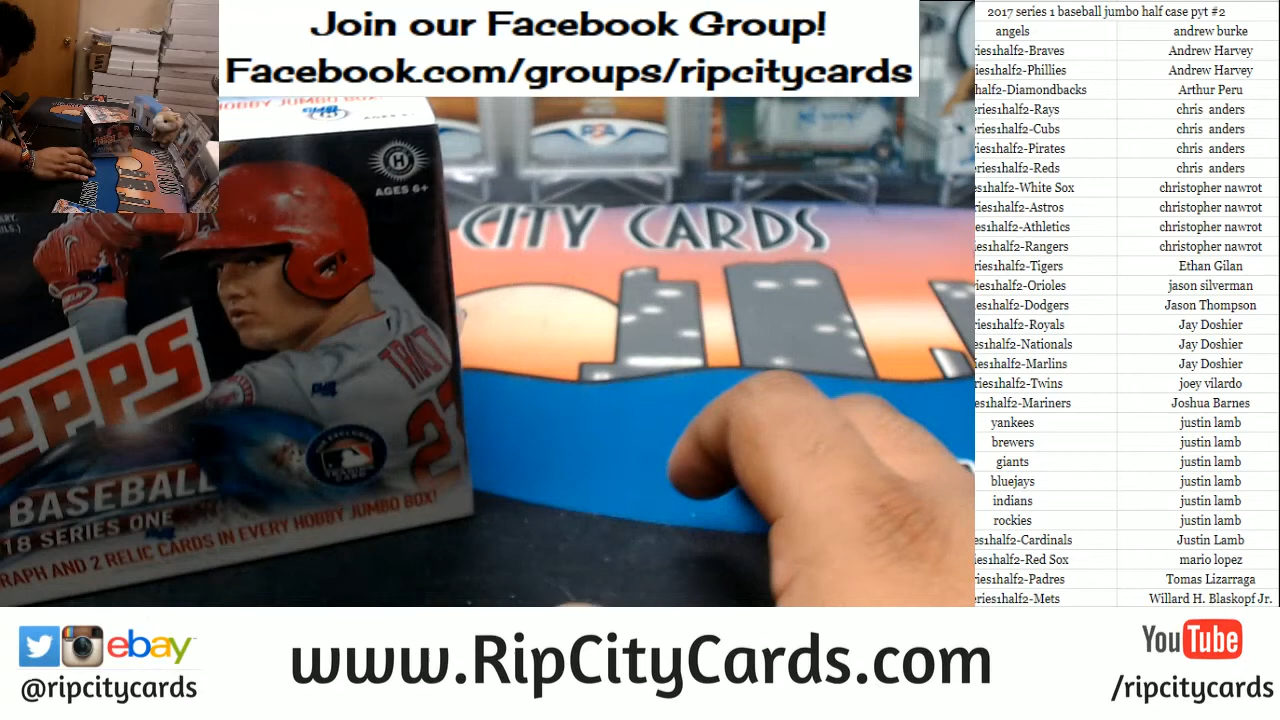 Join our Facebook Group!
Facebook.com/groups/ripcitycards
HOBBY JUMBO BOX
AGES 6+
H
PSA
CITY CARDS
TROUT
27
TOPPS
BASEBALL
18 SERIES ONE
RAPH AND 2 RELIC CARDS IN EVERY HOBBY JUMBO BOX!
2017 series 1 baseball jumbo half case pyt #2
angels andrew burke
ries1half2-Braves Andrew Harvey
ries1half2-Phillies Andrew Harvey
half2-Diamondbacks Arthur Peru
eries1half2-Rays chris anders
eries1half2-Cubs chris anders
ries1half2-Pirates chris anders
eries1half2-Reds chris anders
es1half2-White Sox christopher nawrot
ries1half2-Astros christopher nawrot
es1half2-Athletics christopher nawrot
es1half2-Rangers christopher nawrot
ries1half2-Tigers Ethan Gilan
ies1half2-Orioles jason silverman
es1half2-Dodgers Jason Thompson
ries1half2-Royals Jay Doshier
es1half2-Nationals Jay Doshier
ies1half2-Marlins Jay Doshier
ries1half2-Twins joey vilardo
es1half2-Mariners Joshua Barnes
yankees justin lamb
brewers justin lamb
giants justin lamb
bluejays justin lamb
indians justin lamb
rockies justin lamb
es1half2-Cardinals Justin Lamb
es1half2-Red Sox mario lopez
ries1half2-Padres Tomas Lizarraga
eries1half2-Mets Willard H. Blaskopf Jr.
ebay
@ripcitycards
www.RipCityCards.com
YouTube
/ripcitycards